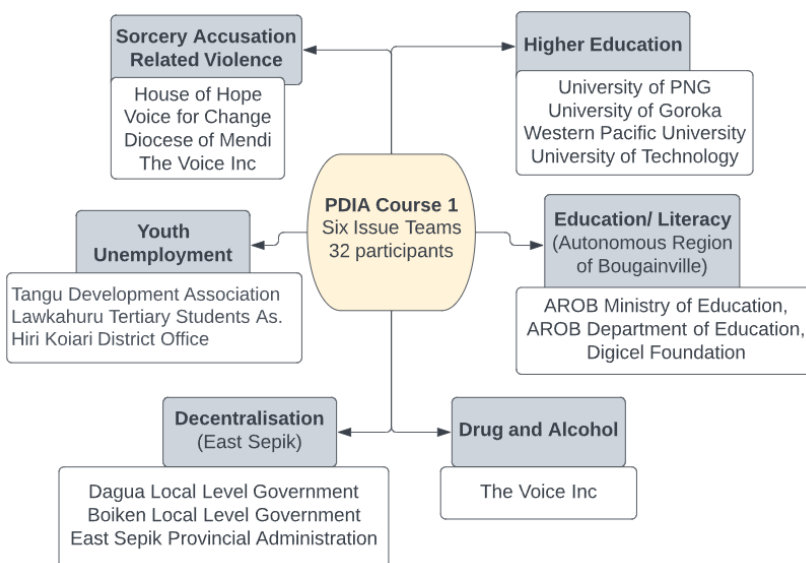 Sorcery Accusation
Related Violence
House of Hope
Voice for Change
Diocese of Mendi
The Voice Inc
Higher Education
University of PNG
University of Goroka
Western Pacific University
University of Technology
PDIA Course 1
Six Issue Teams
32 participants
Youth
Unemployment
Tangu Development Association
Lawkahuru Tertiary Students As.
Hiri Koiari District Office
Education/ Literacy
(Autonomous Region
of Bougainville)
AROB Ministry of Education,
AROB Department of Education,
Digicel Foundation
Decentralisation
(East Sepik)
Dagua Local Level Government
Boiken Local Level Government
East Sepik Provincial Administration
Drug and Alcohol
The Voice Inc